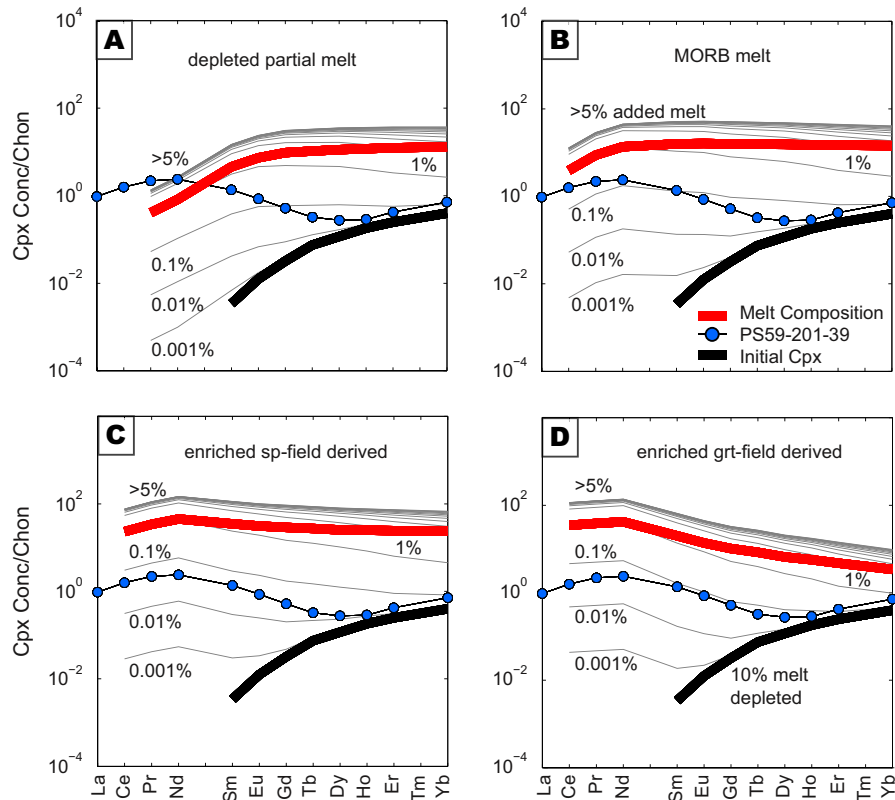 A
depleted partial melt
10^4
10^2
10^0
10^-2
10^-4
Cpx Conc/Chon
>5%
1%
0.1%
0.01%
0.001%
B
MORB melt
10^4
10^2
10^0
10^-2
10^-4
>5% added melt
1%
0.1%
0.01%
0.001%
Melt Composition
PS59-201-39
Initial Cpx
C
enriched sp-field derived
10^2
10^0
10^-2
10^-4
Cpx Conc/Chon
>5%
1%
0.1%
0.01%
0.001%
La Ce Pr Nd Sm Eu Gd Tb Dy Ho Er Tm Yb
D
enriched grt-field derived
10^2
10^0
10^-2
10^-4
>5%
1%
0.1%
0.01%
0.001%
10% melt
depleted
La Ce Pr Nd Sm Eu Gd Tb Dy Ho Er Tm Yb